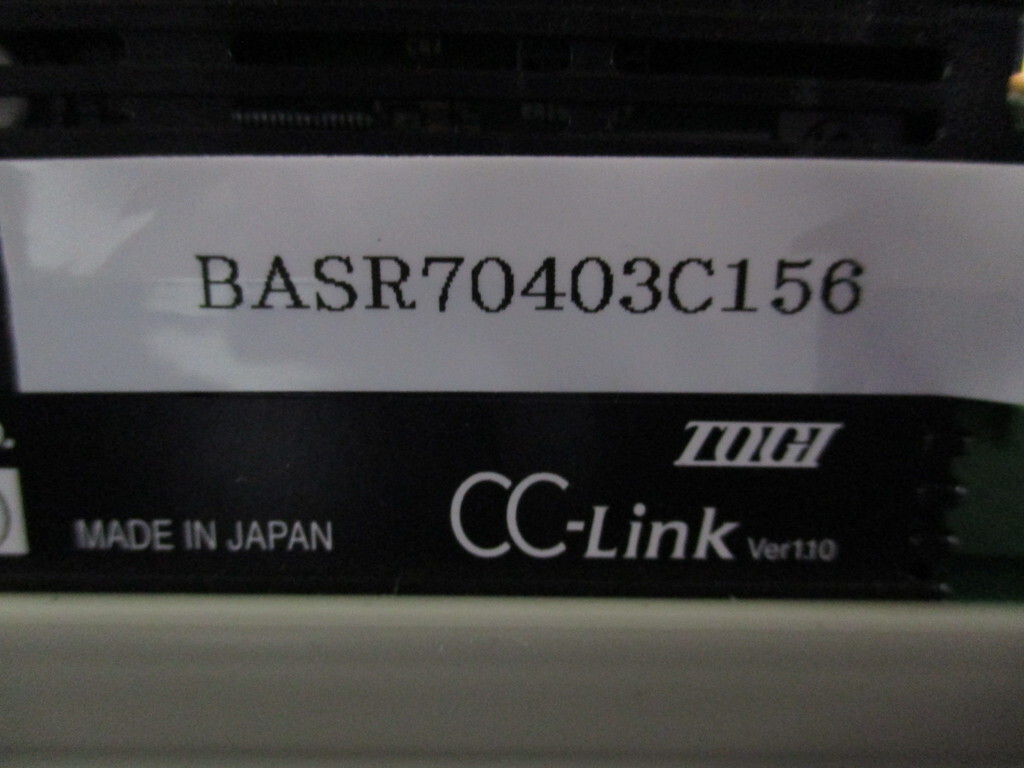 BASR70403C156
TOGI
MADE IN JAPAN
CC-Link Ver1.10